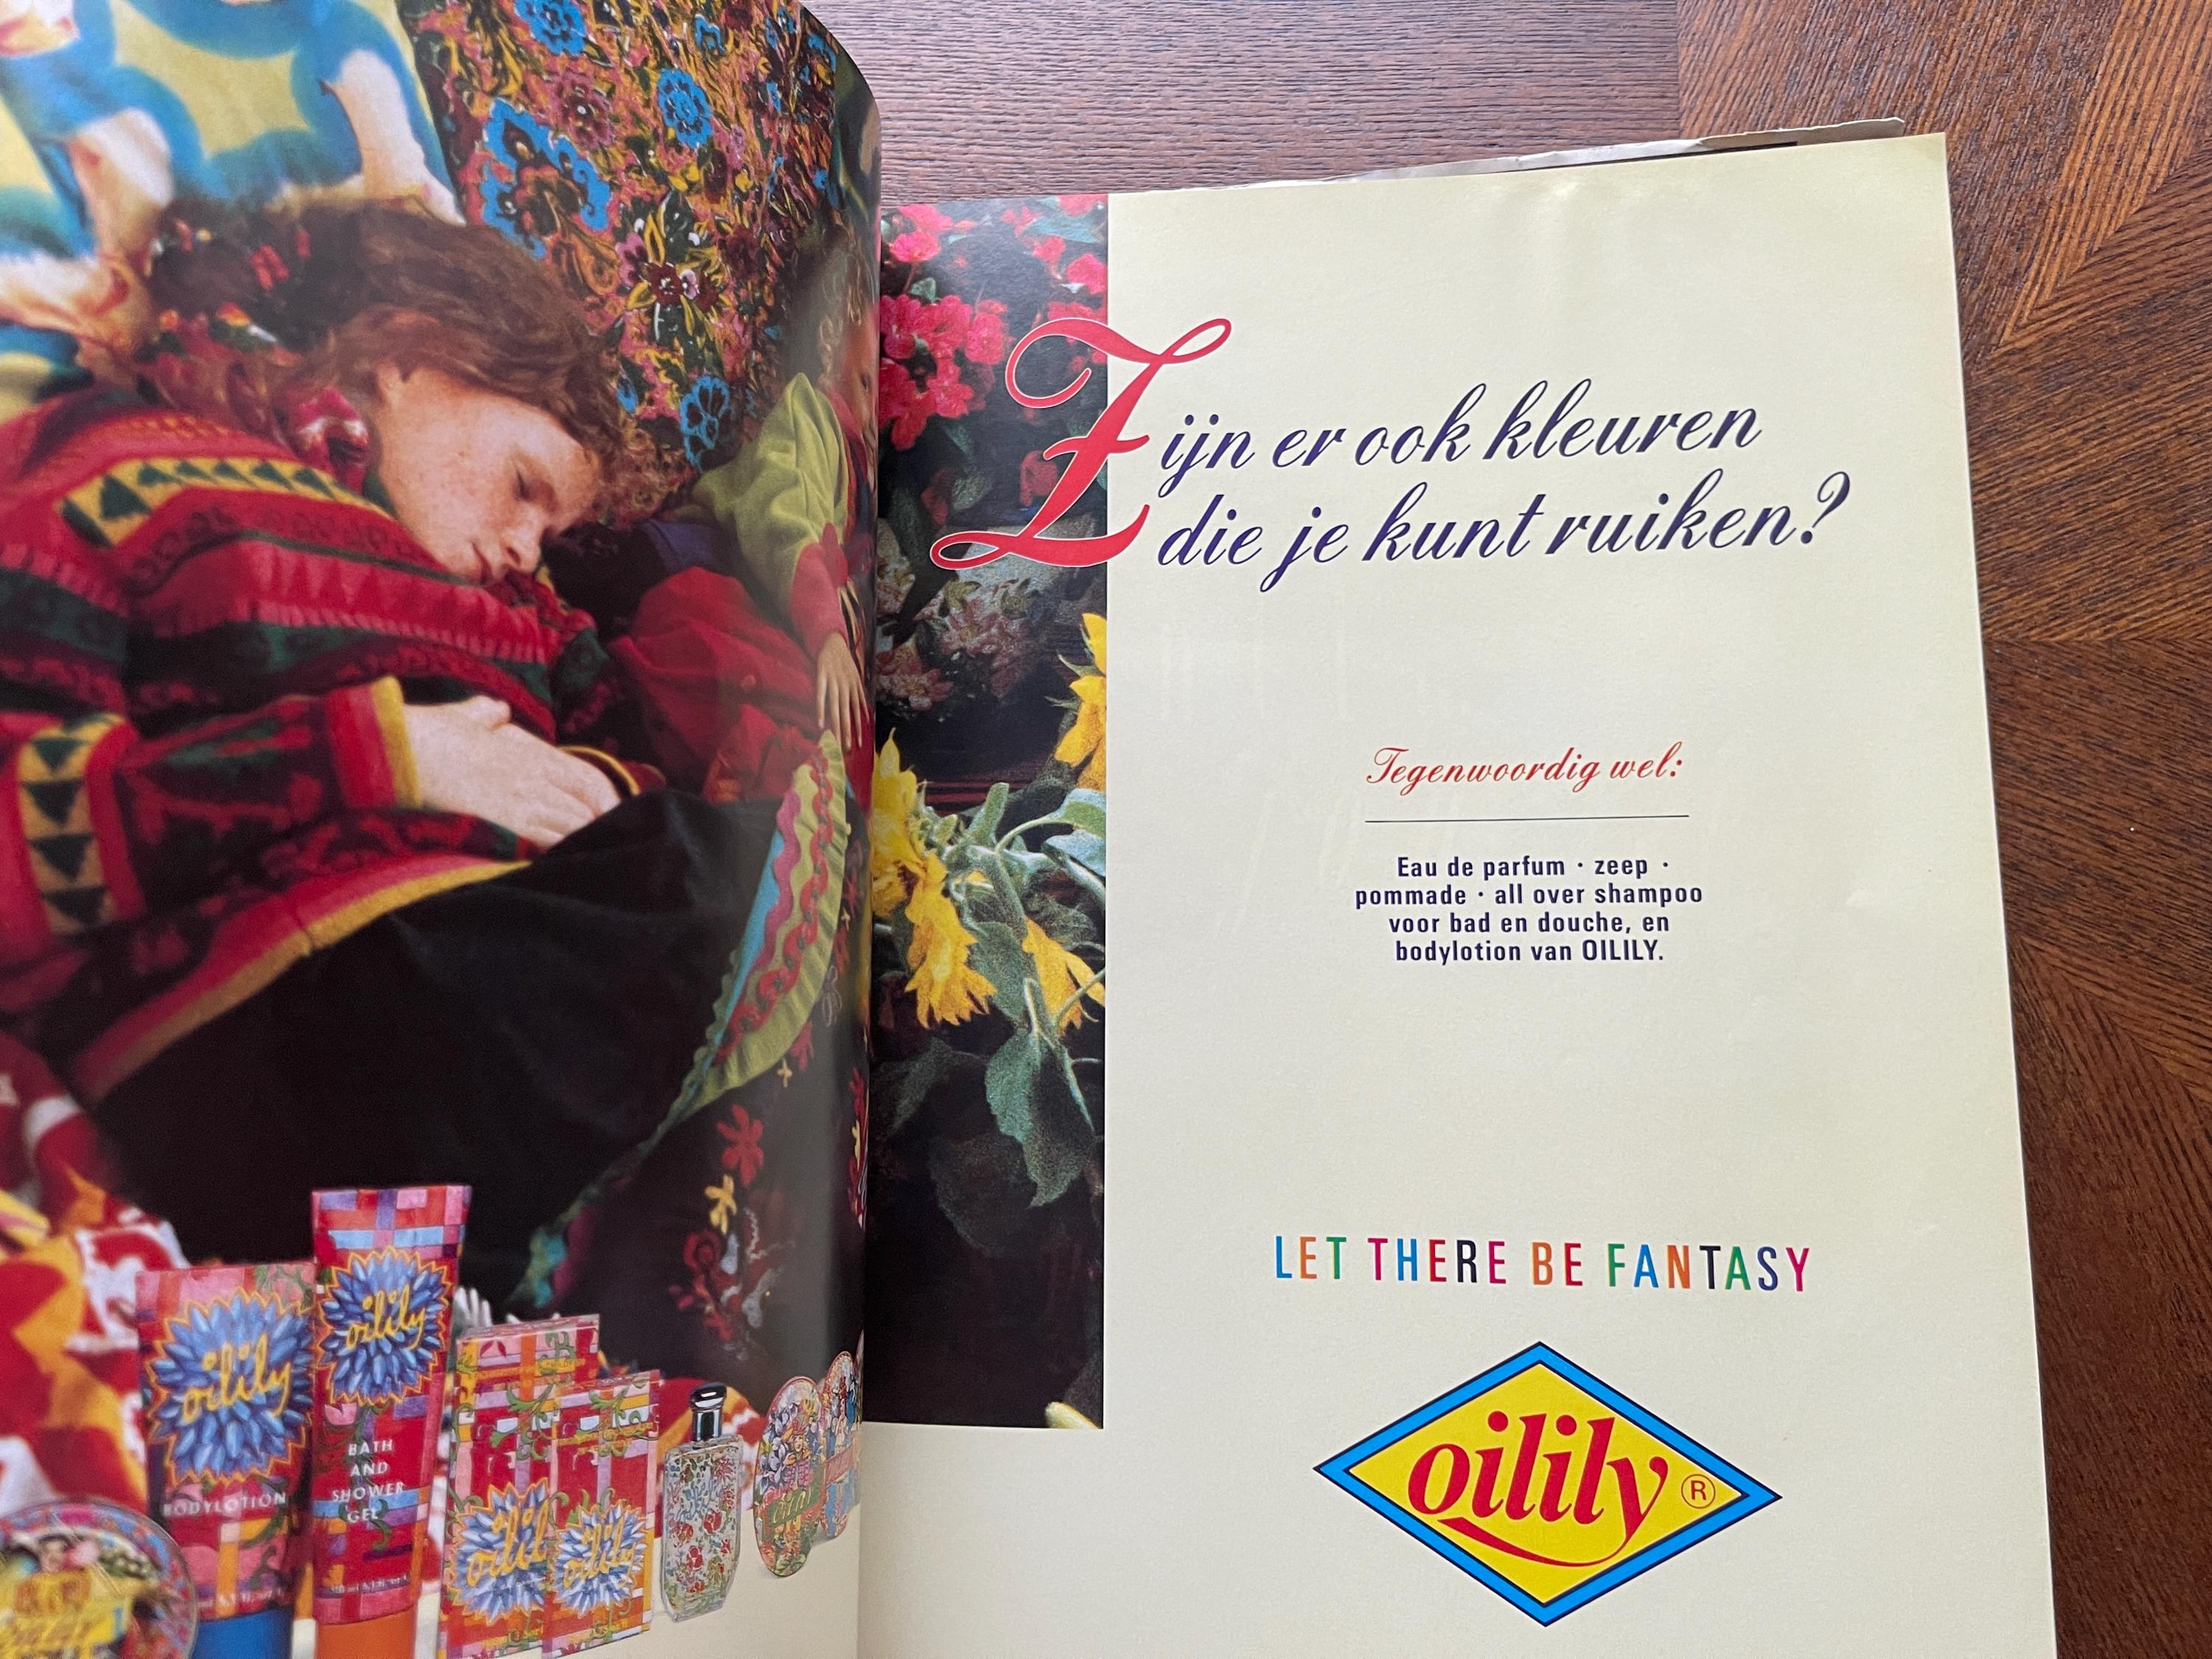 oilily
BODYLOTION
oilily
BATH
AND
SHOWER
GEL
oilily
oilily
Zijn er ook kleuren
die je kunt ruiken?
Tegenwoordig wel:
Eau de parfum · zeep ·
pommade · all over shampoo
voor bad en douche, en
bodylotion van OILILY.
LET THERE BE FANTASY
oilily ®